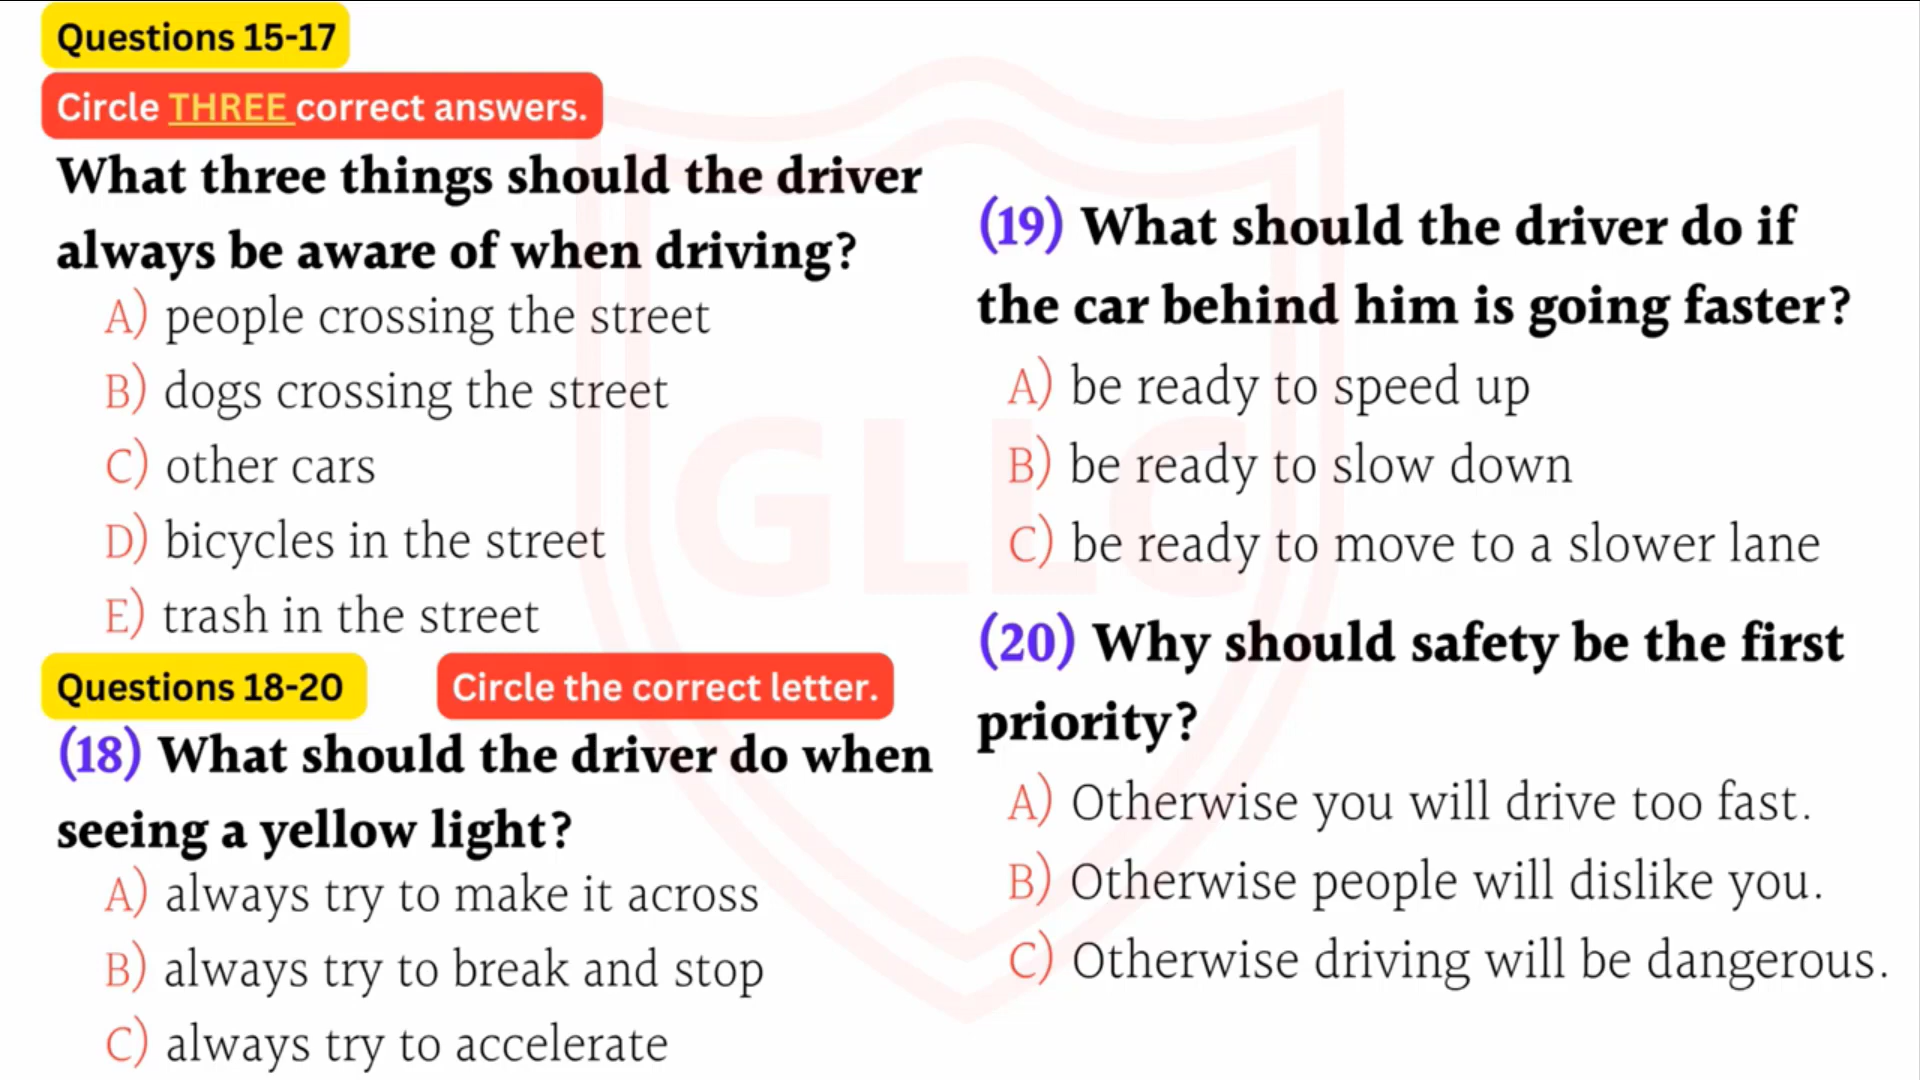 Questions 15-17
Circle THREE correct answers.
What three things should the driver
always be aware of when driving?
A) people crossing the street
B) dogs crossing the street
C) other cars
D) bicycles in the street
E) trash in the street
Questions 18-20
Circle the correct letter.
(18) What should the driver do when
seeing a yellow light?
A) always try to make it across
B) always try to break and stop
C) always try to accelerate
(19) What should the driver do if
the car behind him is going faster?
A) be ready to speed up
B) be ready to slow down
C) be ready to move to a slower lane
(20) Why should safety be the first
priority?
A) Otherwise you will drive too fast.
B) Otherwise people will dislike you.
C) Otherwise driving will be dangerous.
GLLC